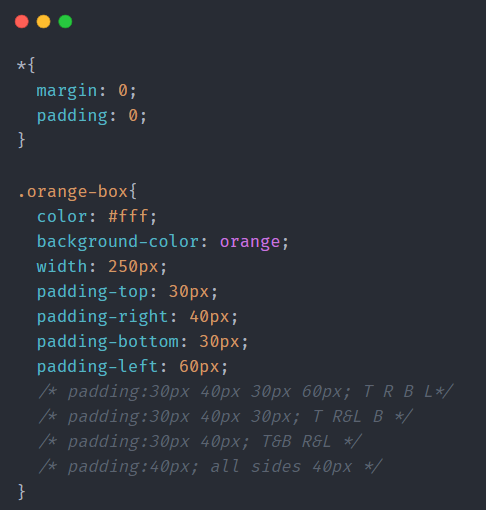 *{
  margin: 0;
  padding: 0;
}

.orange-box{
  color: #fff;
  background-color: orange;
  width: 250px;
  padding-top: 30px;
  padding-right: 40px;
  padding-bottom: 30px;
  padding-left: 60px;
  /* padding:30px 40px 30px 60px; T R B L*/
  /* padding:30px 40px 30px; T R&L B */
  /* padding:30px 40px; T&B R&L */
  /* padding:40px; all sides 40px */
}